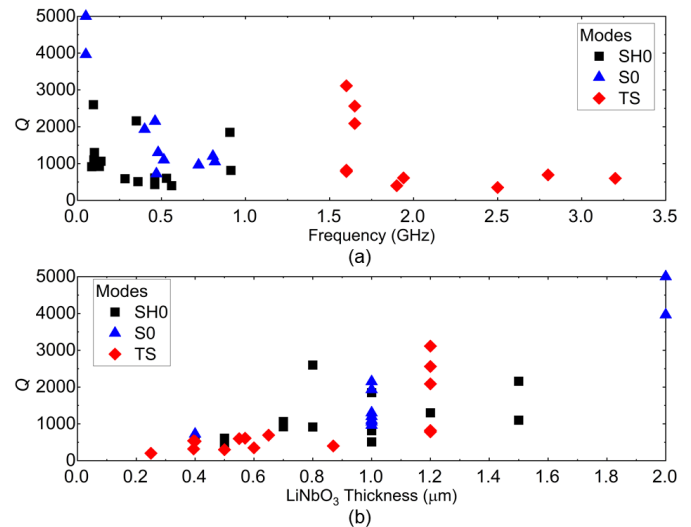 5000
4000
3000
2000
1000
0
Q
Modes
SH0
S0
TS
0.0 0.5 1.0 1.5 2.0 2.5 3.0 3.5
Frequency (GHz)
(a)
5000
4000
3000
2000
1000
0
Q
Modes
SH0
S0
TS
0.0 0.2 0.4 0.6 0.8 1.0 1.2 1.4 1.6 1.8 2.0
LiNbO₃ Thickness (μm)
(b)